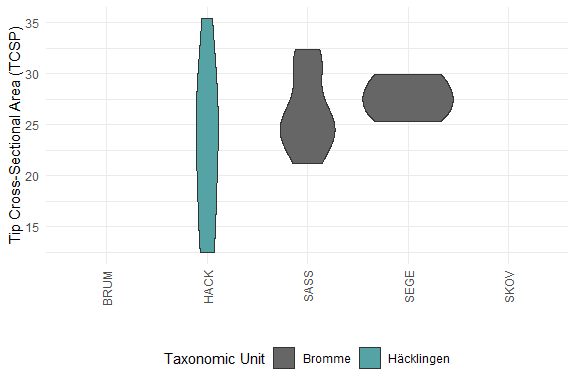 Tip Cross-Sectional Area (TCSP)
35
30
25
20
15
BRUM
HACK
SASS
SEGE
SKOV
Taxonomic Unit
Bromme
Häcklingen